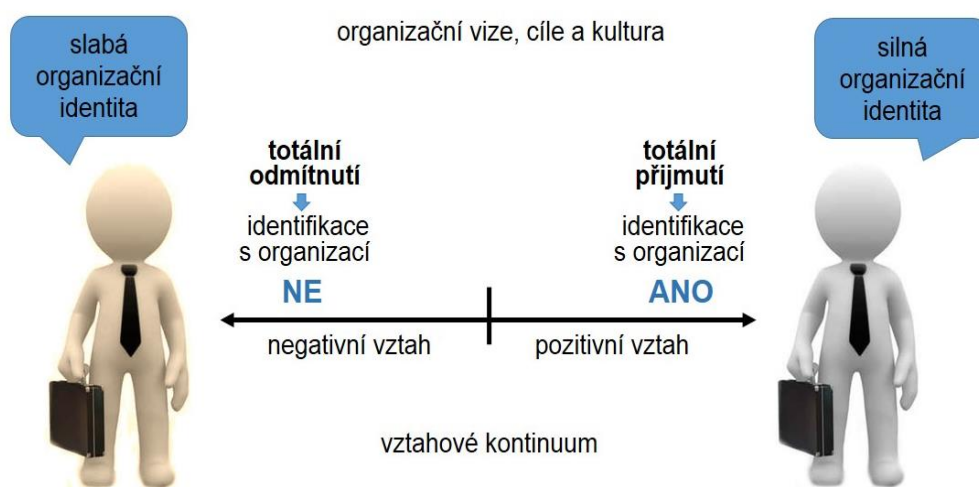 slabá
organizační
identita
organizační vize, cíle a kultura
silná
organizační
identita
totální
odmítnutí
identifikace
s organizací
NE
totální
přijmutí
identifikace
s organizací
ANO
negativní vztah
pozitivní vztah
vztahové kontinuum